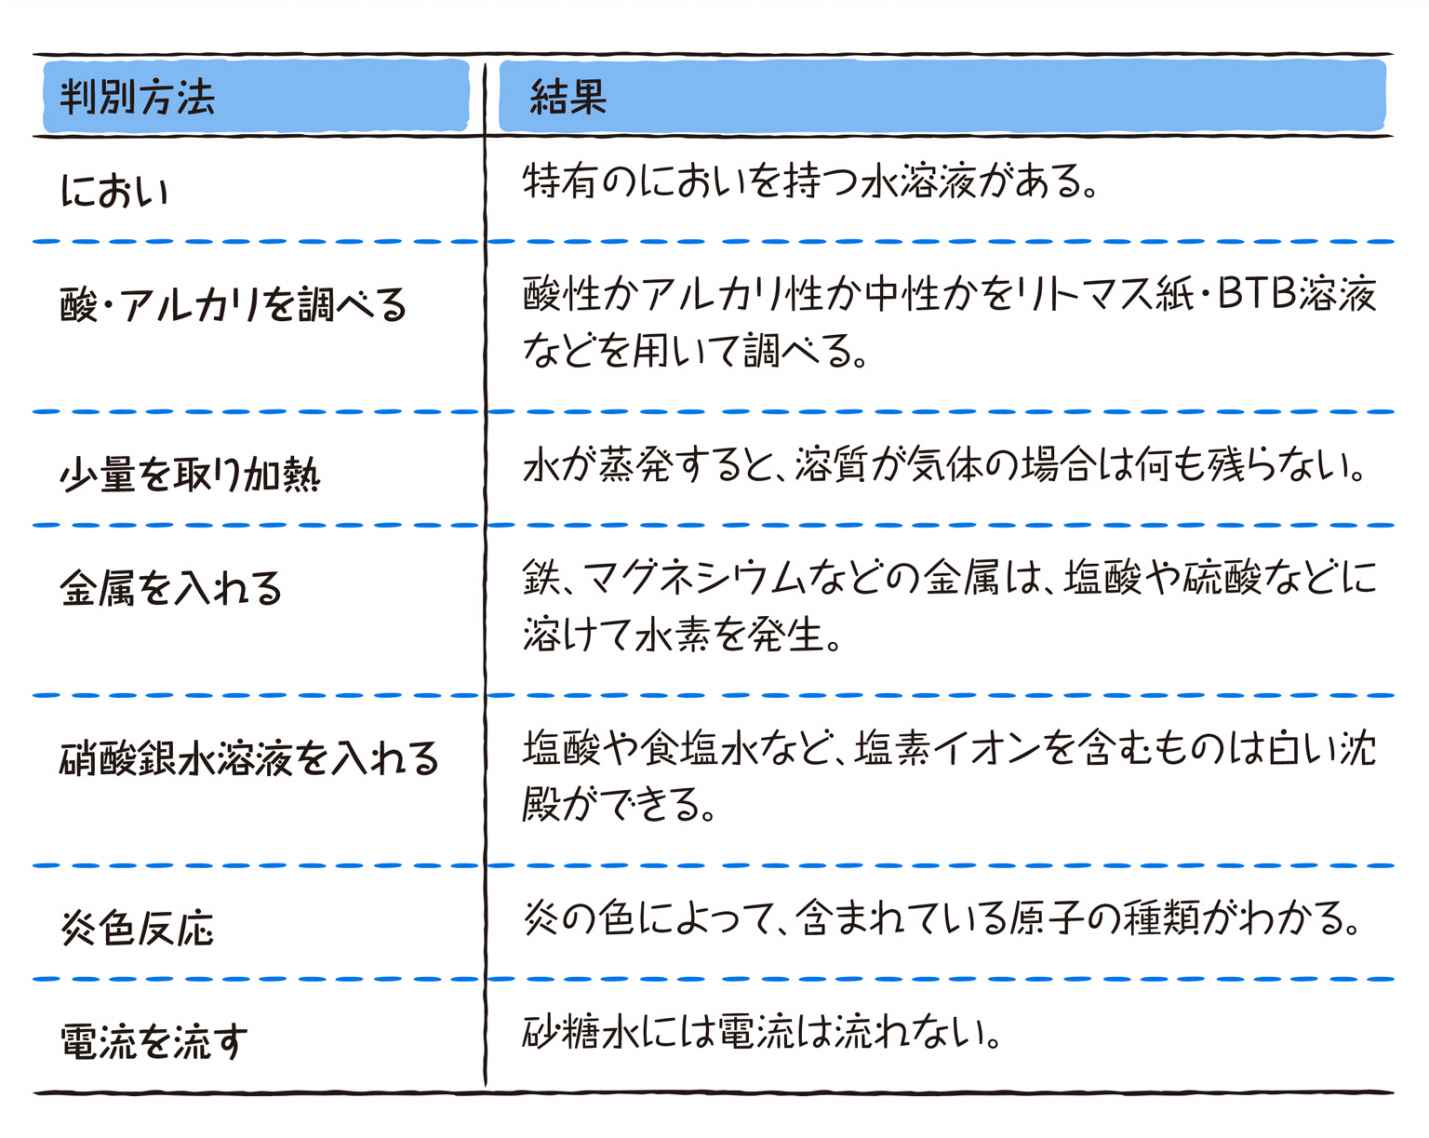 判別方法
結果
におい
特有のにおいを持つ水溶液がある。
酸・アルカリを調べる
酸性かアルカリ性か中性かをリトマス紙・BTB溶液
などを用いて調べる。
少量を取り加熱
水が蒸発すると、溶質が気体の場合は何も残らない。
金属を入れる
鉄、マグネシウムなどの金属は、塩酸や硫酸などに
溶けて水素を発生。
硝酸銀水溶液を入れる
塩酸や食塩水など、塩素イオンを含むものは白い沈
殿ができる。
炎色反応
炎の色によって、含まれている原子の種類がわかる。
電流を流す
砂糖水には電流は流れない。